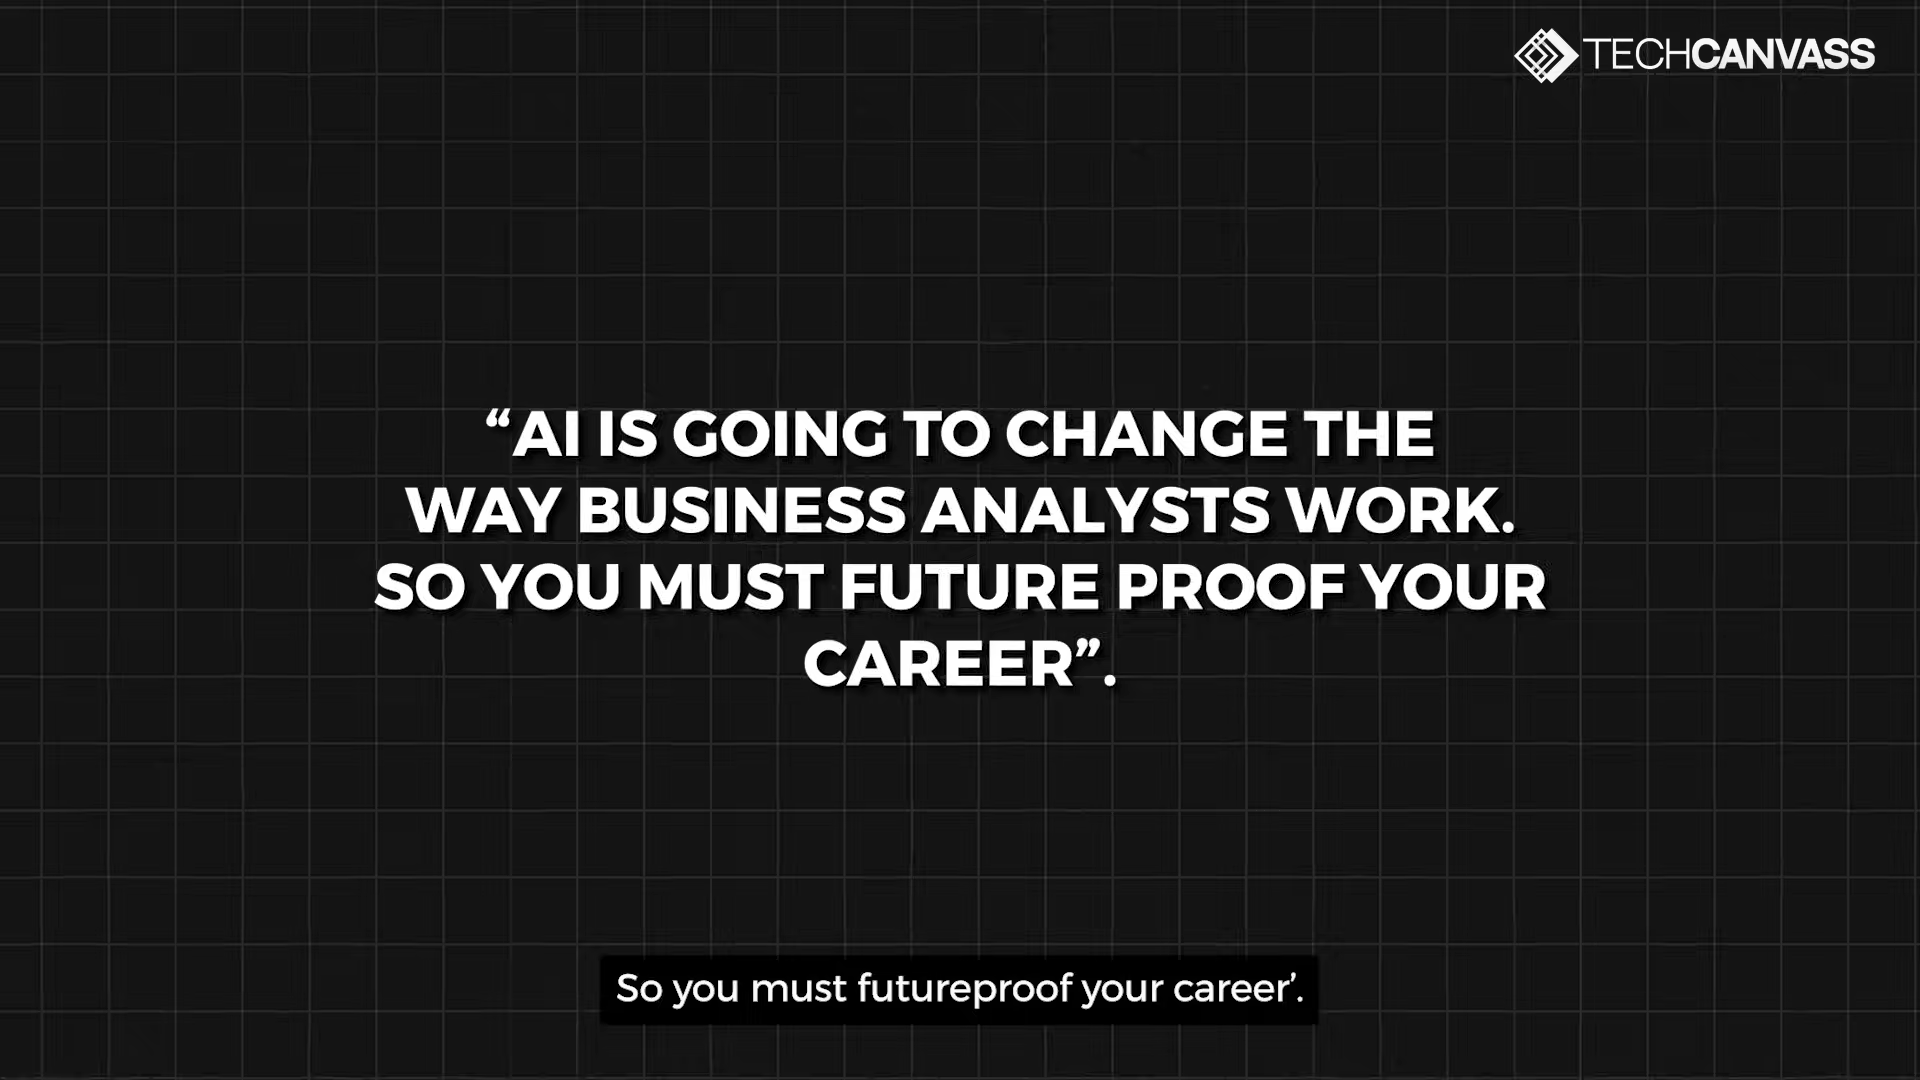 TECHCANVASS
“AI IS GOING TO CHANGE THE
WAY BUSINESS ANALYSTS WORK.
SO YOU MUST FUTURE PROOF YOUR
CAREER”.
So you must futureproof your career’.